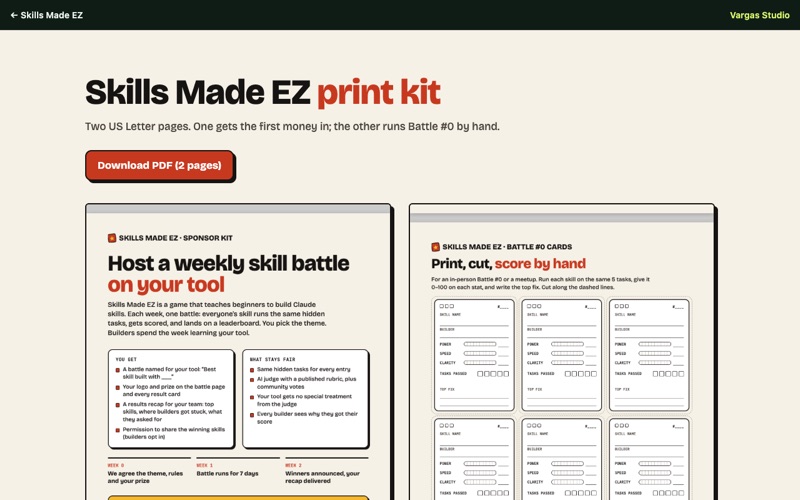 ← Skills Made EZ
Vargas Studio
Skills Made EZ print kit
Two US Letter pages. One gets the first money in; the other runs Battle #0 by hand.
Download PDF (2 pages)
SKILLS MADE EZ · SPONSOR KIT
Host a weekly skill battle
on your tool
Skills Made EZ is a game that teaches beginners to build Claude
skills. Each week, one battle: everyone's skill runs the same hidden
tasks, gets scored, and lands on a leaderboard. You pick the theme.
Builders spend the week learning your tool.
YOU GET
A battle named for your tool: "Best
skill built with ___"
Your logo and prize on the battle page
and every result card
A results recap for your team: top
skills, where builders got stuck, what
they asked for
Permission to share the winning skills
(builders opt in)
WHAT STAYS FAIR
Same hidden tasks for every entry
AI judge with a published rubric, plus
community votes
Your tool gets no special treatment
from the judge
Every builder sees why they got their
score
WEEK 0
We agree the theme, rules
and your prize
WEEK 1
Battle runs for 7 days
WEEK 2
Winners announced, your
recap delivered
SKILLS MADE EZ · BATTLE #0 CARDS
Print, cut, score by hand
For an in-person Battle #0 or a meetup. Run each skill on the same 5 tasks, give it
0–100 on each stat, and write the top fix. Cut along the dashed lines.
#____
SKILL NAME
BUILDER
POWER
SPEED
CLARITY
TASKS PASSED
TOP FIX
#____
SKILL NAME
BUILDER
POWER
SPEED
CLARITY
TASKS PASSED
TOP FIX
#____
SKILL NAME
BUILDER
POWER
SPEED
CLARITY
TASKS PASSED
TOP FIX
#____
SKILL NAME
BUILDER
POWER
SPEED
CLARITY
TASKS PASSED
#____
SKILL NAME
BUILDER
POWER
SPEED
CLARITY
TASKS PASSED
#____
SKILL NAME
BUILDER
POWER
SPEED
CLARITY
TASKS PASSED